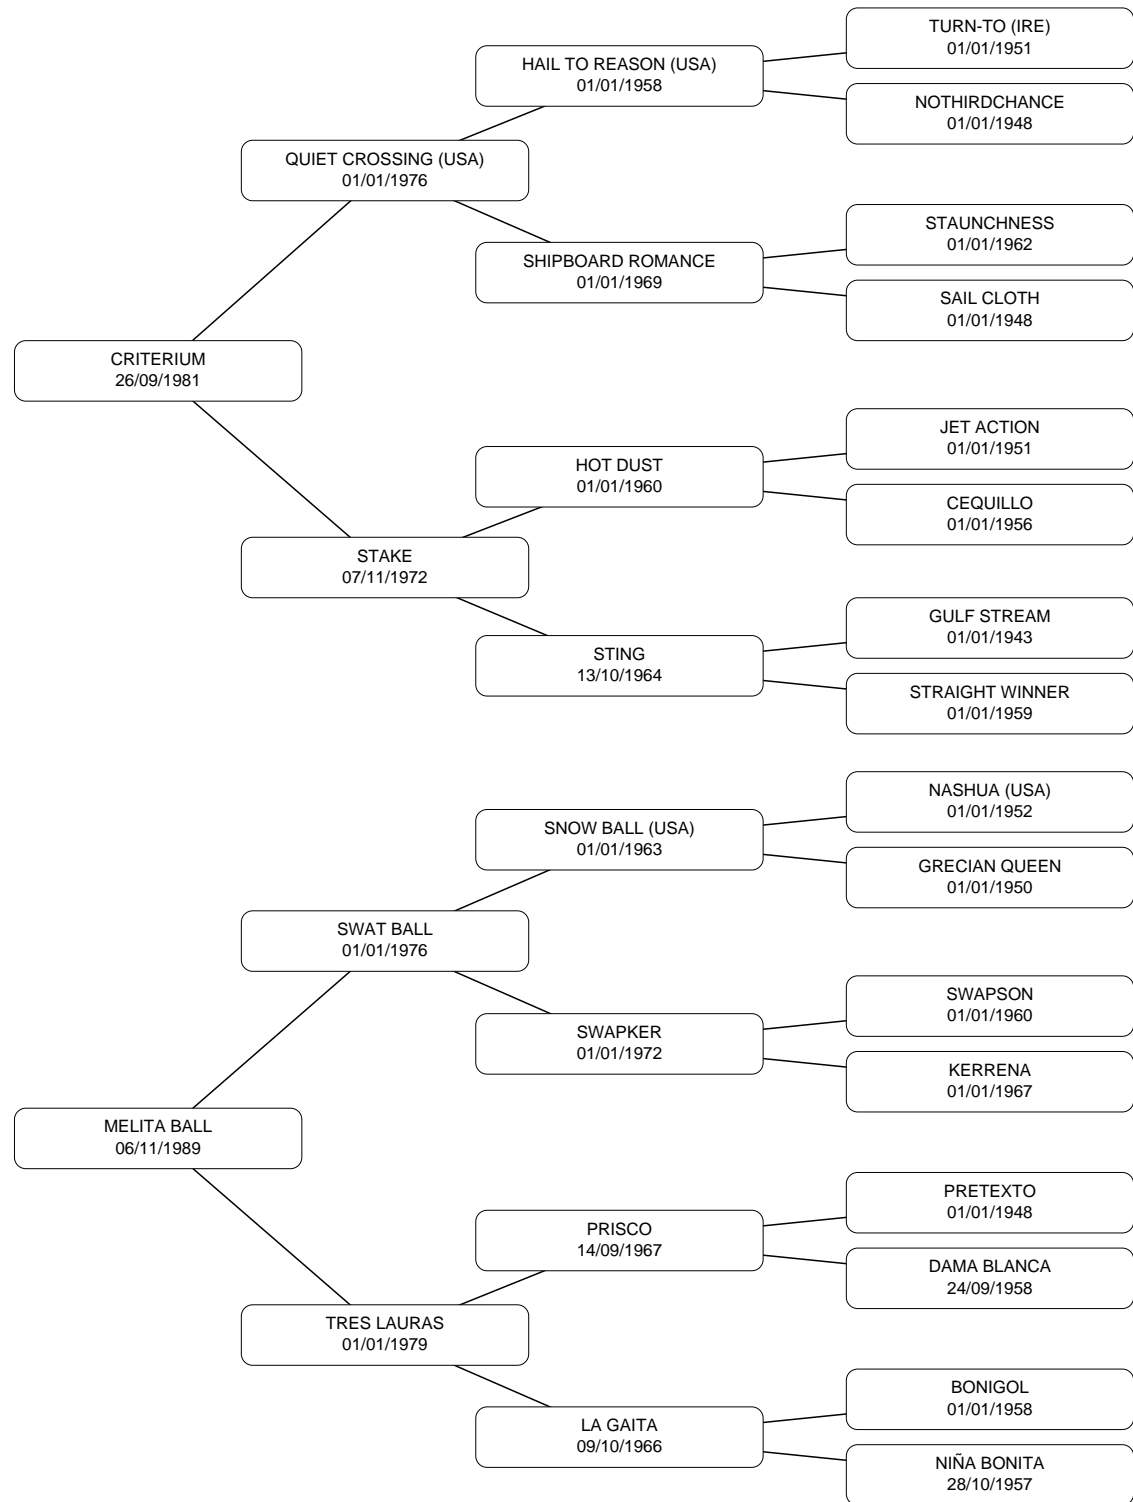 TURN-TO (IRE)
01/01/1951
HAIL TO REASON (USA)
01/01/1958
NOTHIRDCHANCE
01/01/1948
QUIET CROSSING (USA)
01/01/1976
STAUNCHNESS
01/01/1962
SHIPBOARD ROMANCE
01/01/1969
SAIL CLOTH
01/01/1948
CRITERIUM
26/09/1981
JET ACTION
01/01/1951
HOT DUST
01/01/1960
CEQUILLO
01/01/1956
STAKE
07/11/1972
GULF STREAM
01/01/1943
STING
13/10/1964
STRAIGHT WINNER
01/01/1959
NASHUA (USA)
01/01/1952
SNOW BALL (USA)
01/01/1963
GRECIAN QUEEN
01/01/1950
SWAT BALL
01/01/1976
SWAPSON
01/01/1960
SWAPKER
01/01/1972
KERRENA
01/01/1967
MELITA BALL
06/11/1989
PRETEXTO
01/01/1948
PRISCO
14/09/1967
DAMA BLANCA
24/09/1958
TRES LAURAS
01/01/1979
BONIGOL
01/01/1958
LA GAITA
09/10/1966
NIÑA BONITA
28/10/1957